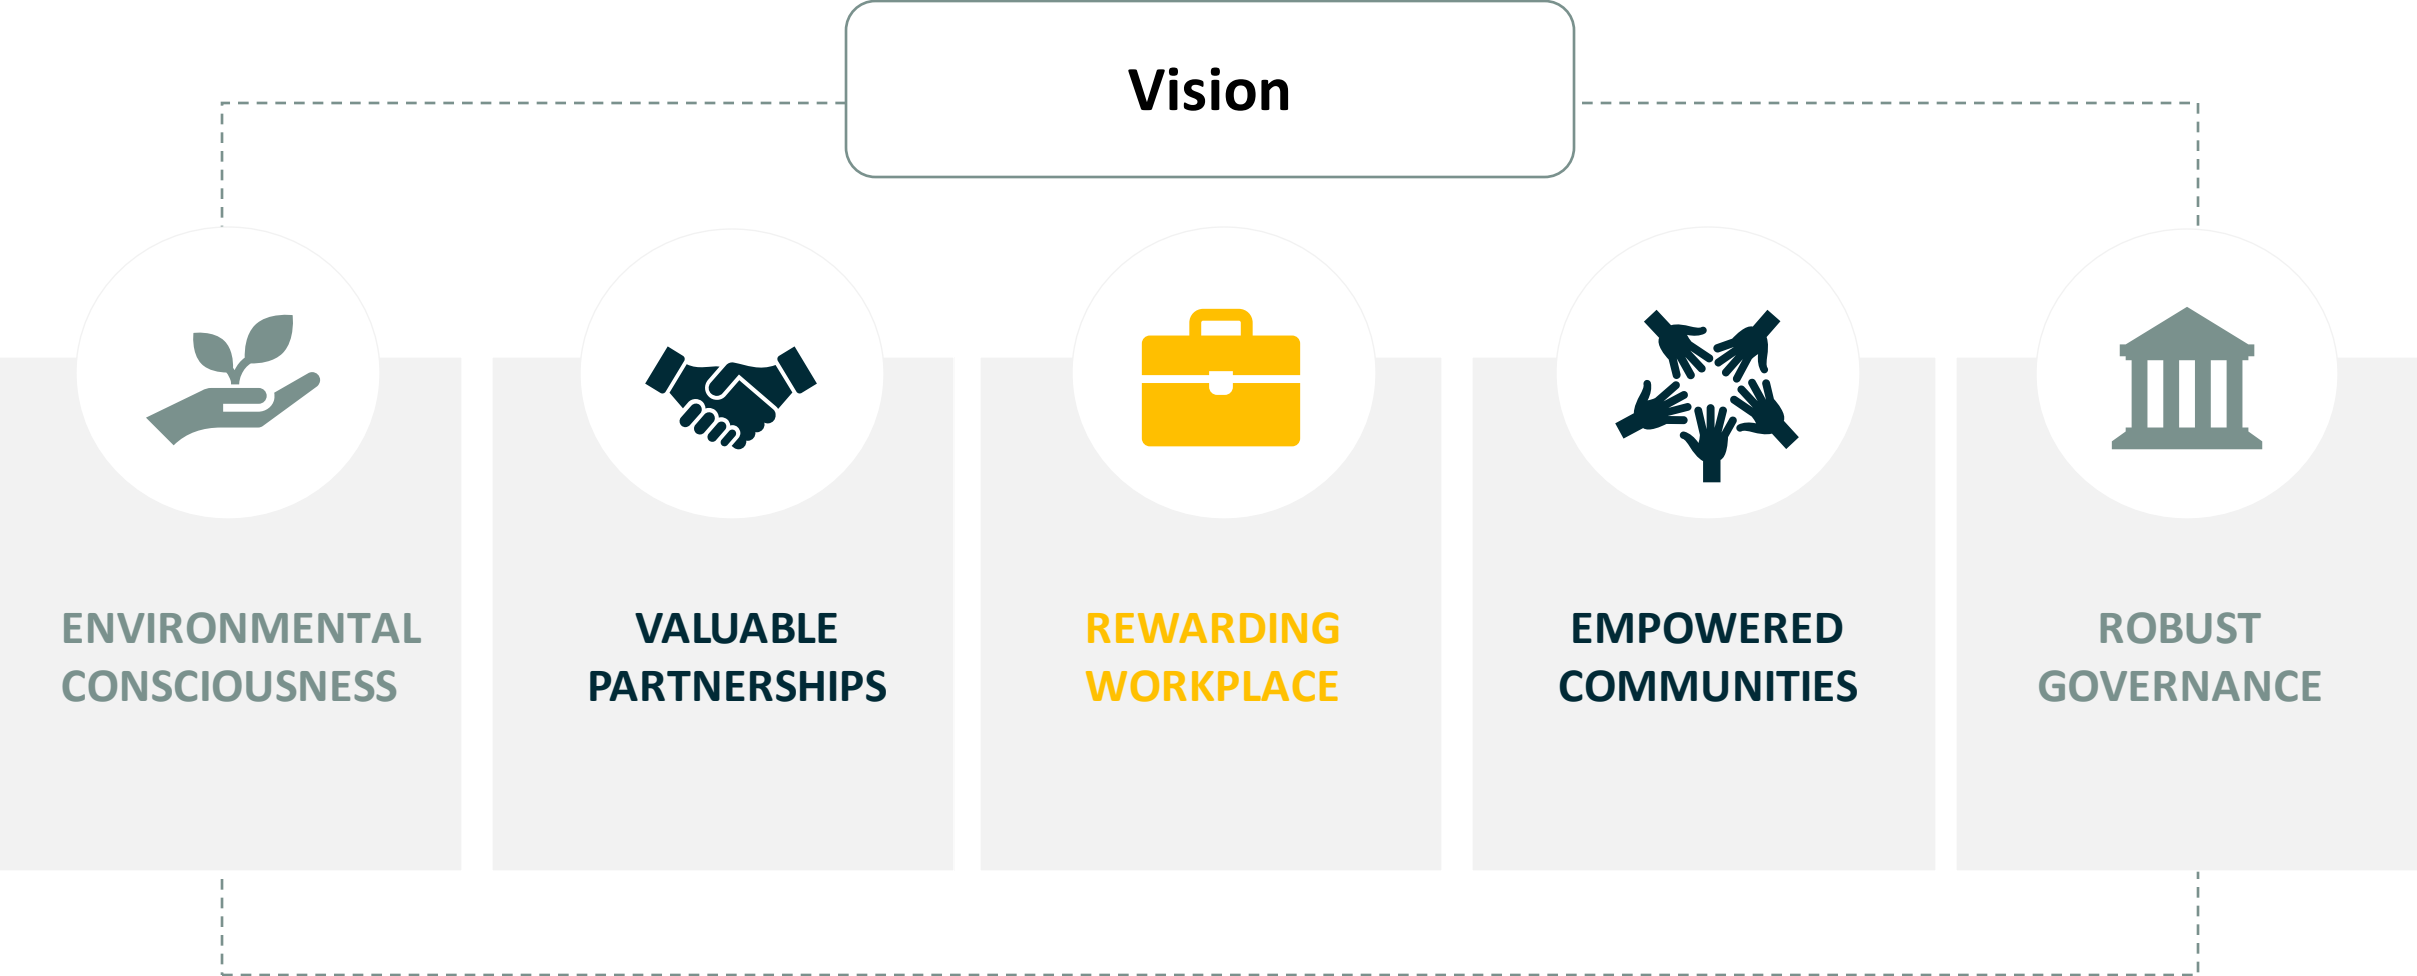 Vision
ENVIRONMENTAL
CONSCIOUSNESS
VALUABLE
PARTNERSHIPS
REWARDING
WORKPLACE
EMPOWERED
COMMUNITIES
ROBUST
GOVERNANCE